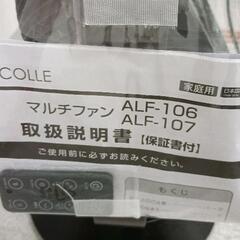 COLLE
家庭用
マルチファン ALF-106
ALF-107
取扱説明書【保証書付】
ご使用前に必ずお読みください。
もくじ